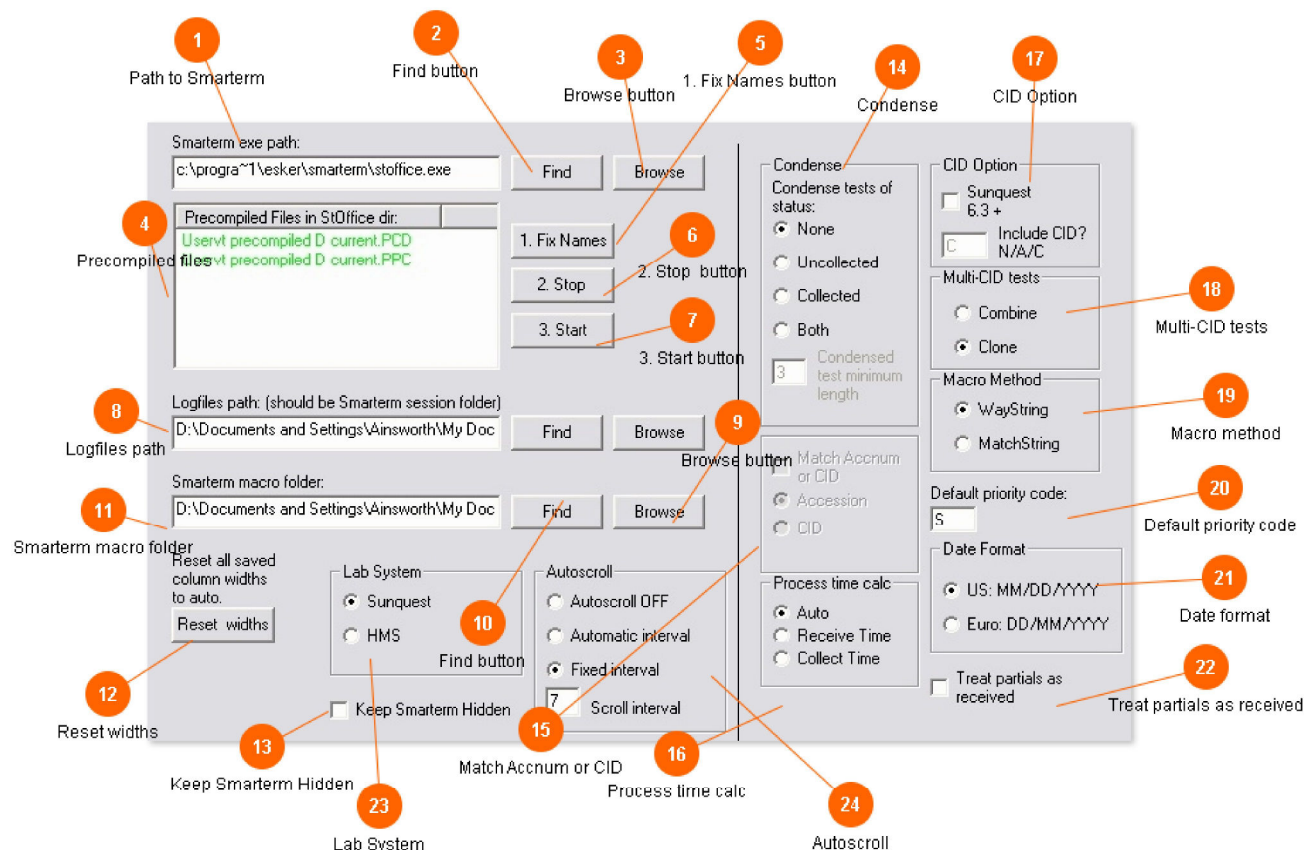 1
Path to Smarterm
2
Find button
3
Browse button
5
1. Fix Names button
14
Condense
17
CID Option
Smarterm exe path:
c:\progra~1\esker\smarterm\stoffice.exe
Find
Browse
4
Precompiled files
Precompiled Files in StOffice dir:
Uservt precompiled D current.PCD
Uservt precompiled D current.PPC
1. Fix Names
6
2. Stop button
2. Stop
7
3. Start button
3. Start
8
Logfiles path
Logfiles path: (should be Smarterm session folder)
D:\Documents and Settings\Ainsworth\My Doc
Find
Browse
9
Browse button
11
Smarterm macro folder
Smarterm macro folder:
D:\Documents and Settings\Ainsworth\My Doc
Find
Browse
Reset all saved
column widths
to auto.
Reset widths
12
Reset widths
Lab System
Sunquest
HMS
10
Find button
Keep Smarterm Hidden
13
Keep Smarterm Hidden
23
Lab System
Autoscroll
Autoscroll OFF
Automatic interval
Fixed interval
7
Scroll interval
15
Match Accnum or CID
16
Process time calc
24
Autoscroll
Condense
Condense tests of
status:
None
Uncollected
Collected
Both
3
Condensed
test minimum
length
Match Accnum
or CID
Accession
CID
Process time calc
Auto
Receive Time
Collect Time
CID Option
Sunquest
6.3 +
C
Include CID?
N/A/C
Multi-CID tests
Combine
Clone
18
Multi-CID tests
Macro Method
WayString
MatchString
19
Macro method
Default priority code:
S
20
Default priority code
Date Format
US: MM/DD/YYYY
Euro: DD/MM/YYYY
21
Date format
Treat partials as
received
22
Treat partials as received